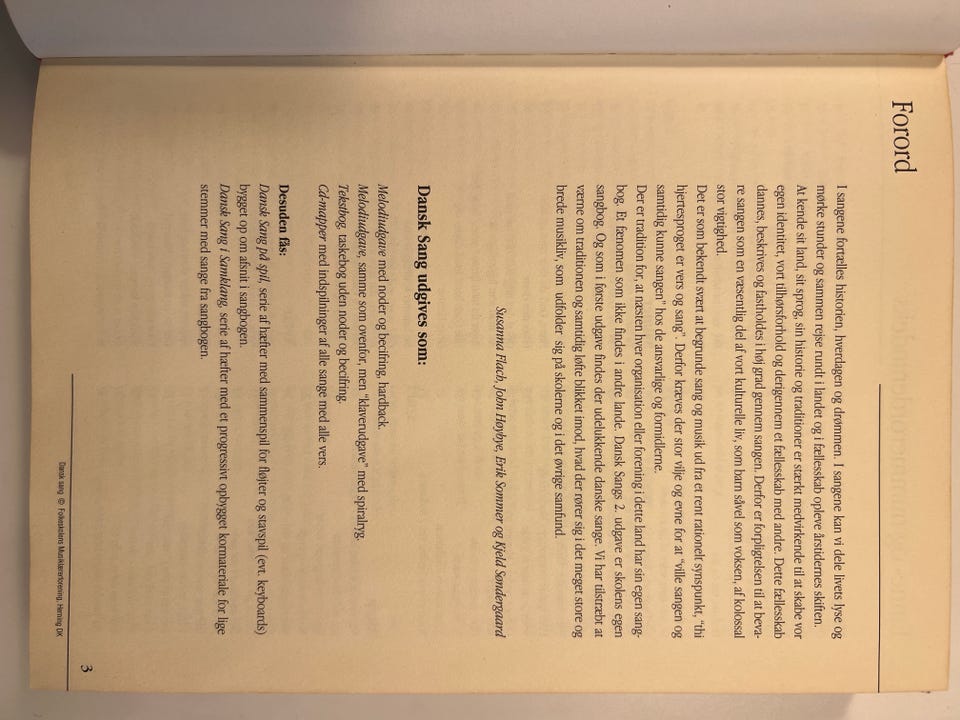 Forord
I sangene fortælles historien, hverdagen og drømmen. I sangene kan vi dele livets lyse og
mørke stunder og sammen rejse rundt i landet og i fællesskab opleve årstidernes skiften.
At kende sit land, sit sprog, sin historie og traditioner er stærkt medvirkende til at skabe vor
egen identitet, vort tilhørsforhold og derigennem et fællesskab med andre. Dette fællesskab
dannes, beskrives og fastholdes i høj grad gennem sangen. Derfor er forpligtelsen til at beva-
re sangen som en væsentlig del af vort kulturelle liv, som barn såvel som voksen, af kolossal
stor vigtighed.
Det er som bekendt svært at begrunde sang og musik ud fra et rent rationelt synspunkt, "thi
hjertesproget er vers og sang". Derfor kræves der stor vilje og evne for at "ville sangen og
samtidig kunne sangen" hos de ansvarlige og formidlerne.
Der er tradition for, at næsten hver organisation eller forening i dette land har sin egen sang-
bog. Et fænomen som ikke findes i andre lande. Dansk Sangs 2. udgave er skolens egen
sangbog. Og som i første udgave findes der udelukkende danske sange. Vi har tilstræbt at
værne om traditionen og samtidig løfte blikket imod, hvad der rører sig i det meget store og
brede musikliv, som udfolder sig på skolerne og i det øvrige samfund.
Susanna Flach, John Høybye, Erik Sommer og Kjeld Søndergaard
Dansk Sang udgives som:
Melodiudgave med noder og becifring, hardback.
Melodiudgave, samme som ovenfor, men "klaverudgave" med spiralryg.
Tekstbog, taskebog uden noder og becifring.
Cd-mapper med indspilninger af alle sange med alle vers.
Desuden fås:
Dansk Sang på spil, serie af hæfter med sammenspil for fløjter og stavspil (evt. keyboards)
bygget op om afsnit i sangbogen.
Dansk Sang i Samklang, serie af hæfter med et progressivt opbygget kormateriale for lige
stemmer med sange fra sangbogen.
Dansk sang © Folkeskolens Musiklærerforening, Herning DK
3